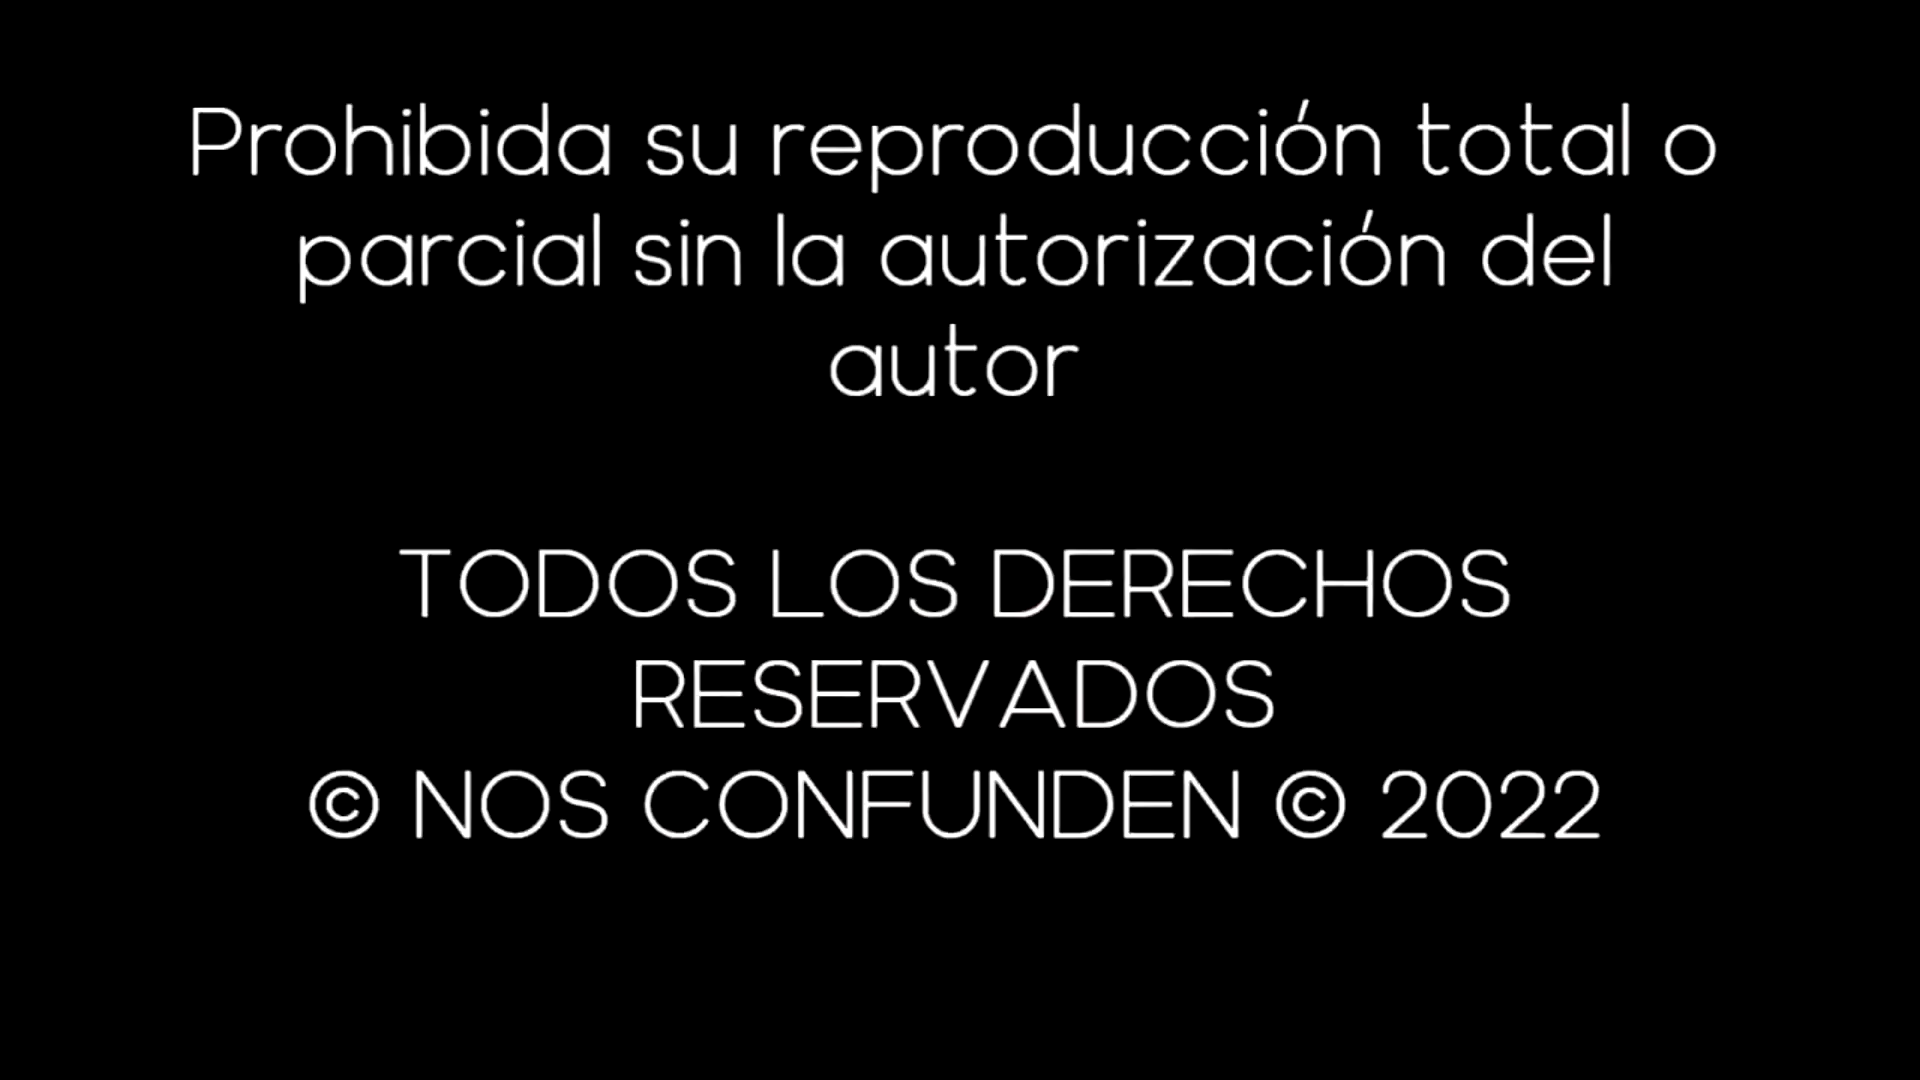 Prohibida su reproducción total o
parcial sin la autorización del
autor
TODOS LOS DERECHOS
RESERVADOS
© NOS CONFUNDEN © 2022